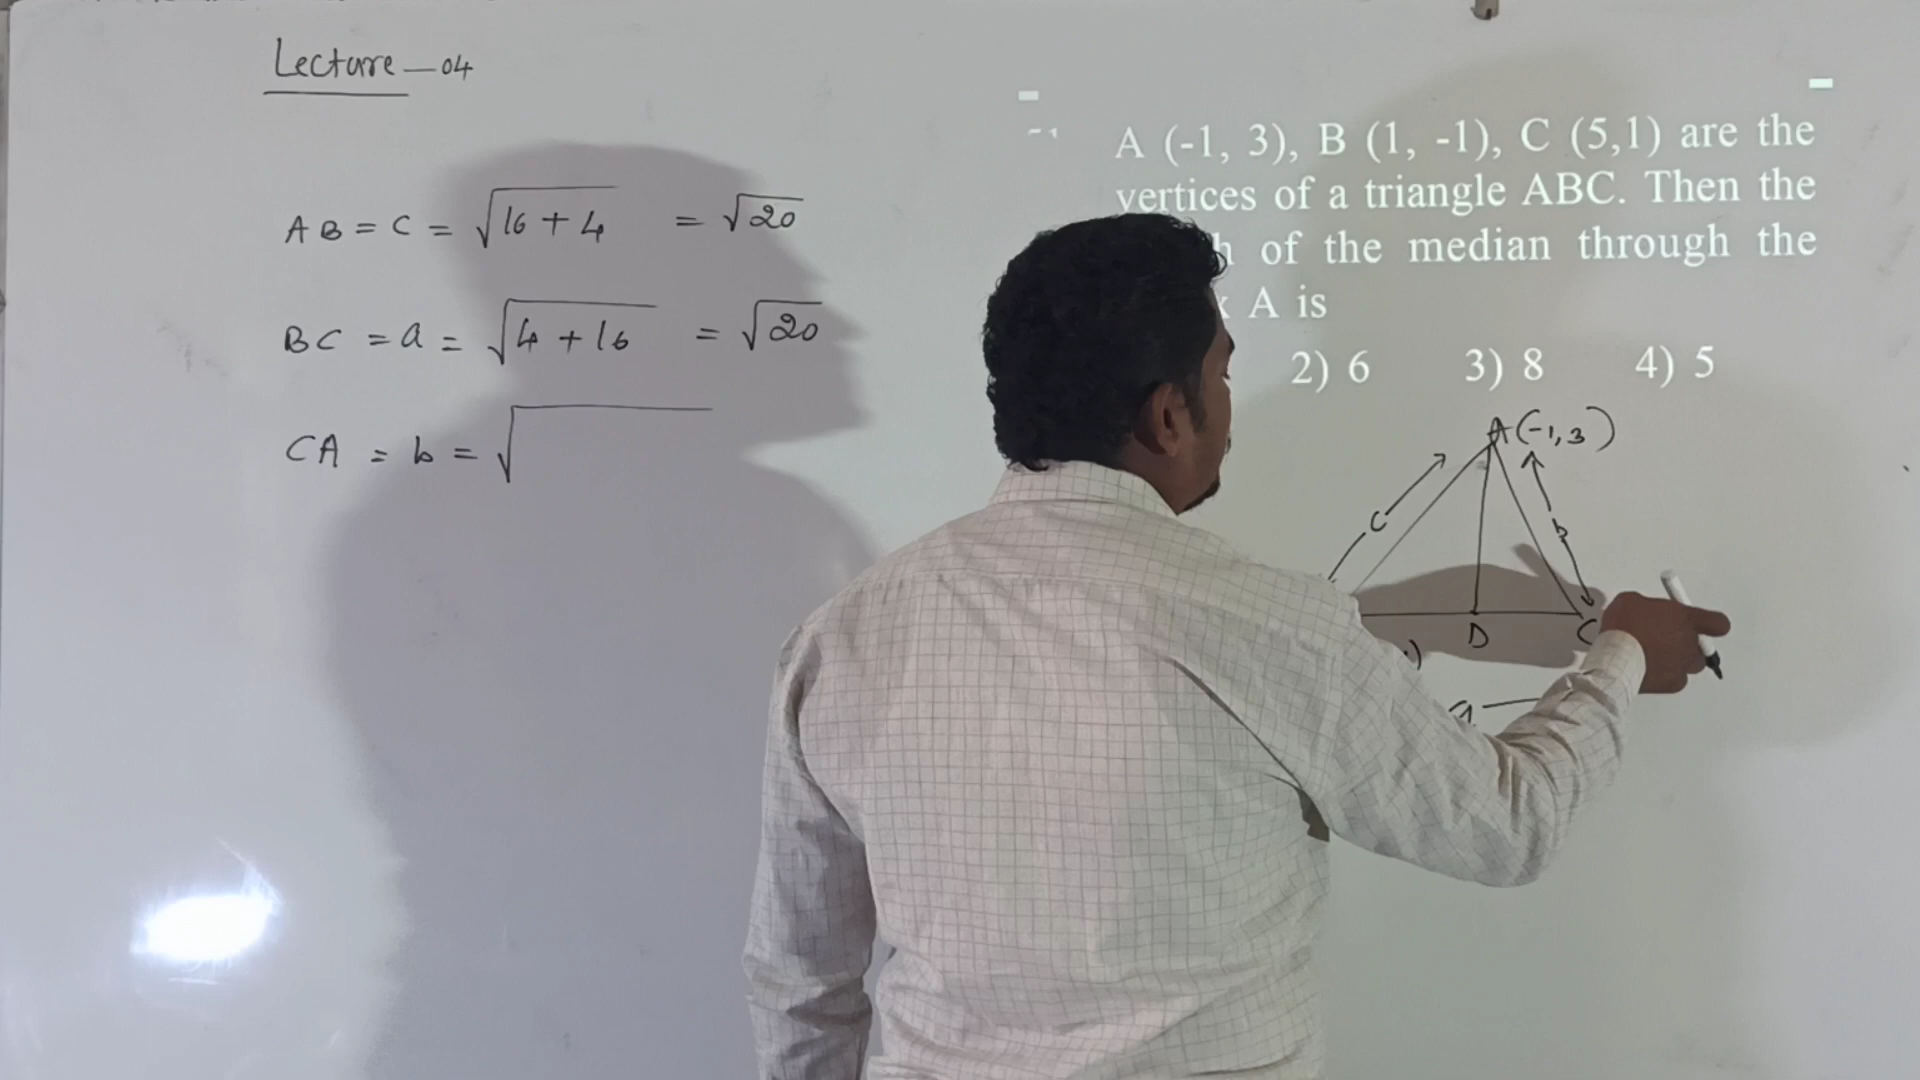 Lecture - 04
AB = c = √16 + 4 = √20
BC = a = √4 + 16 = √20
CA = b = √
A (-1, 3), B (1, -1), C (5,1) are the
vertices of a triangle ABC. Then the
of the median through the
A is
2) 6 3) 8 4) 5
A(-1, 3)
c
b
D
C
a